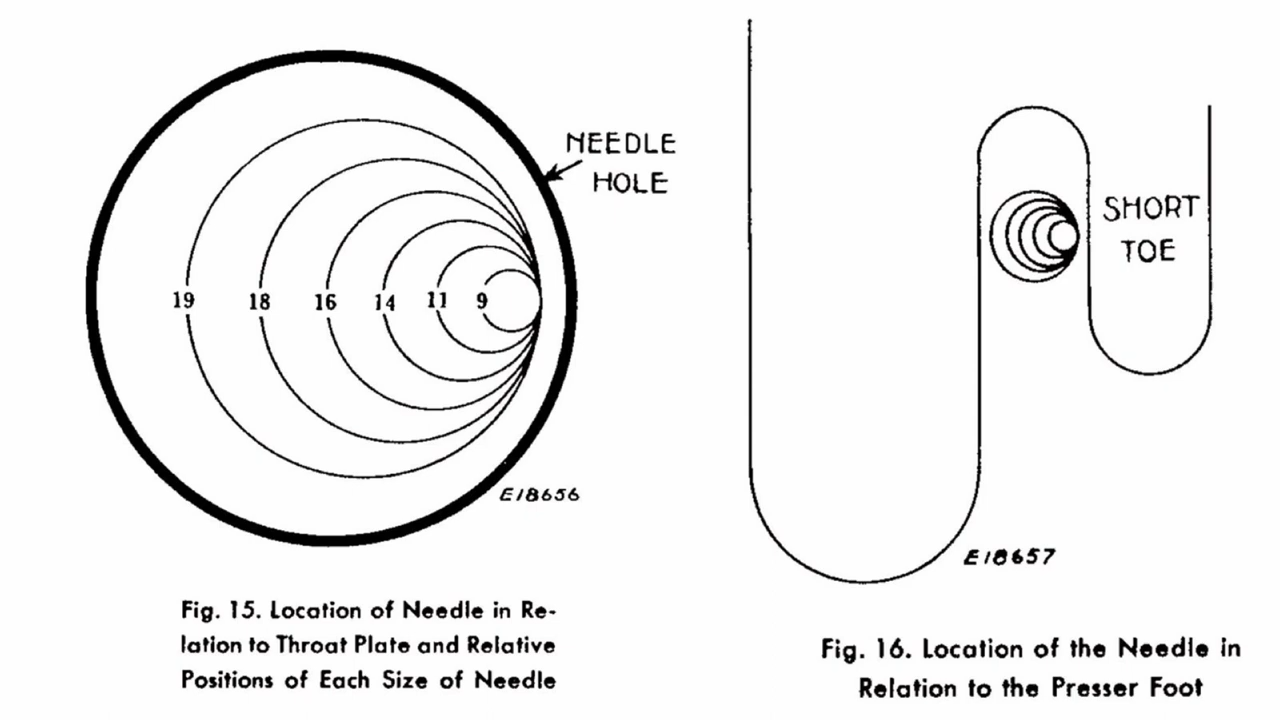 NEEDLE
HOLE
19 18 16 14 11 9
E18656
Fig. 15. Location of Needle in Re-
lation to Throat Plate and Relative
Positions of Each Size of Needle
SHORT
TOE
E18657
Fig. 16. Location of the Needle in
Relation to the Presser Foot